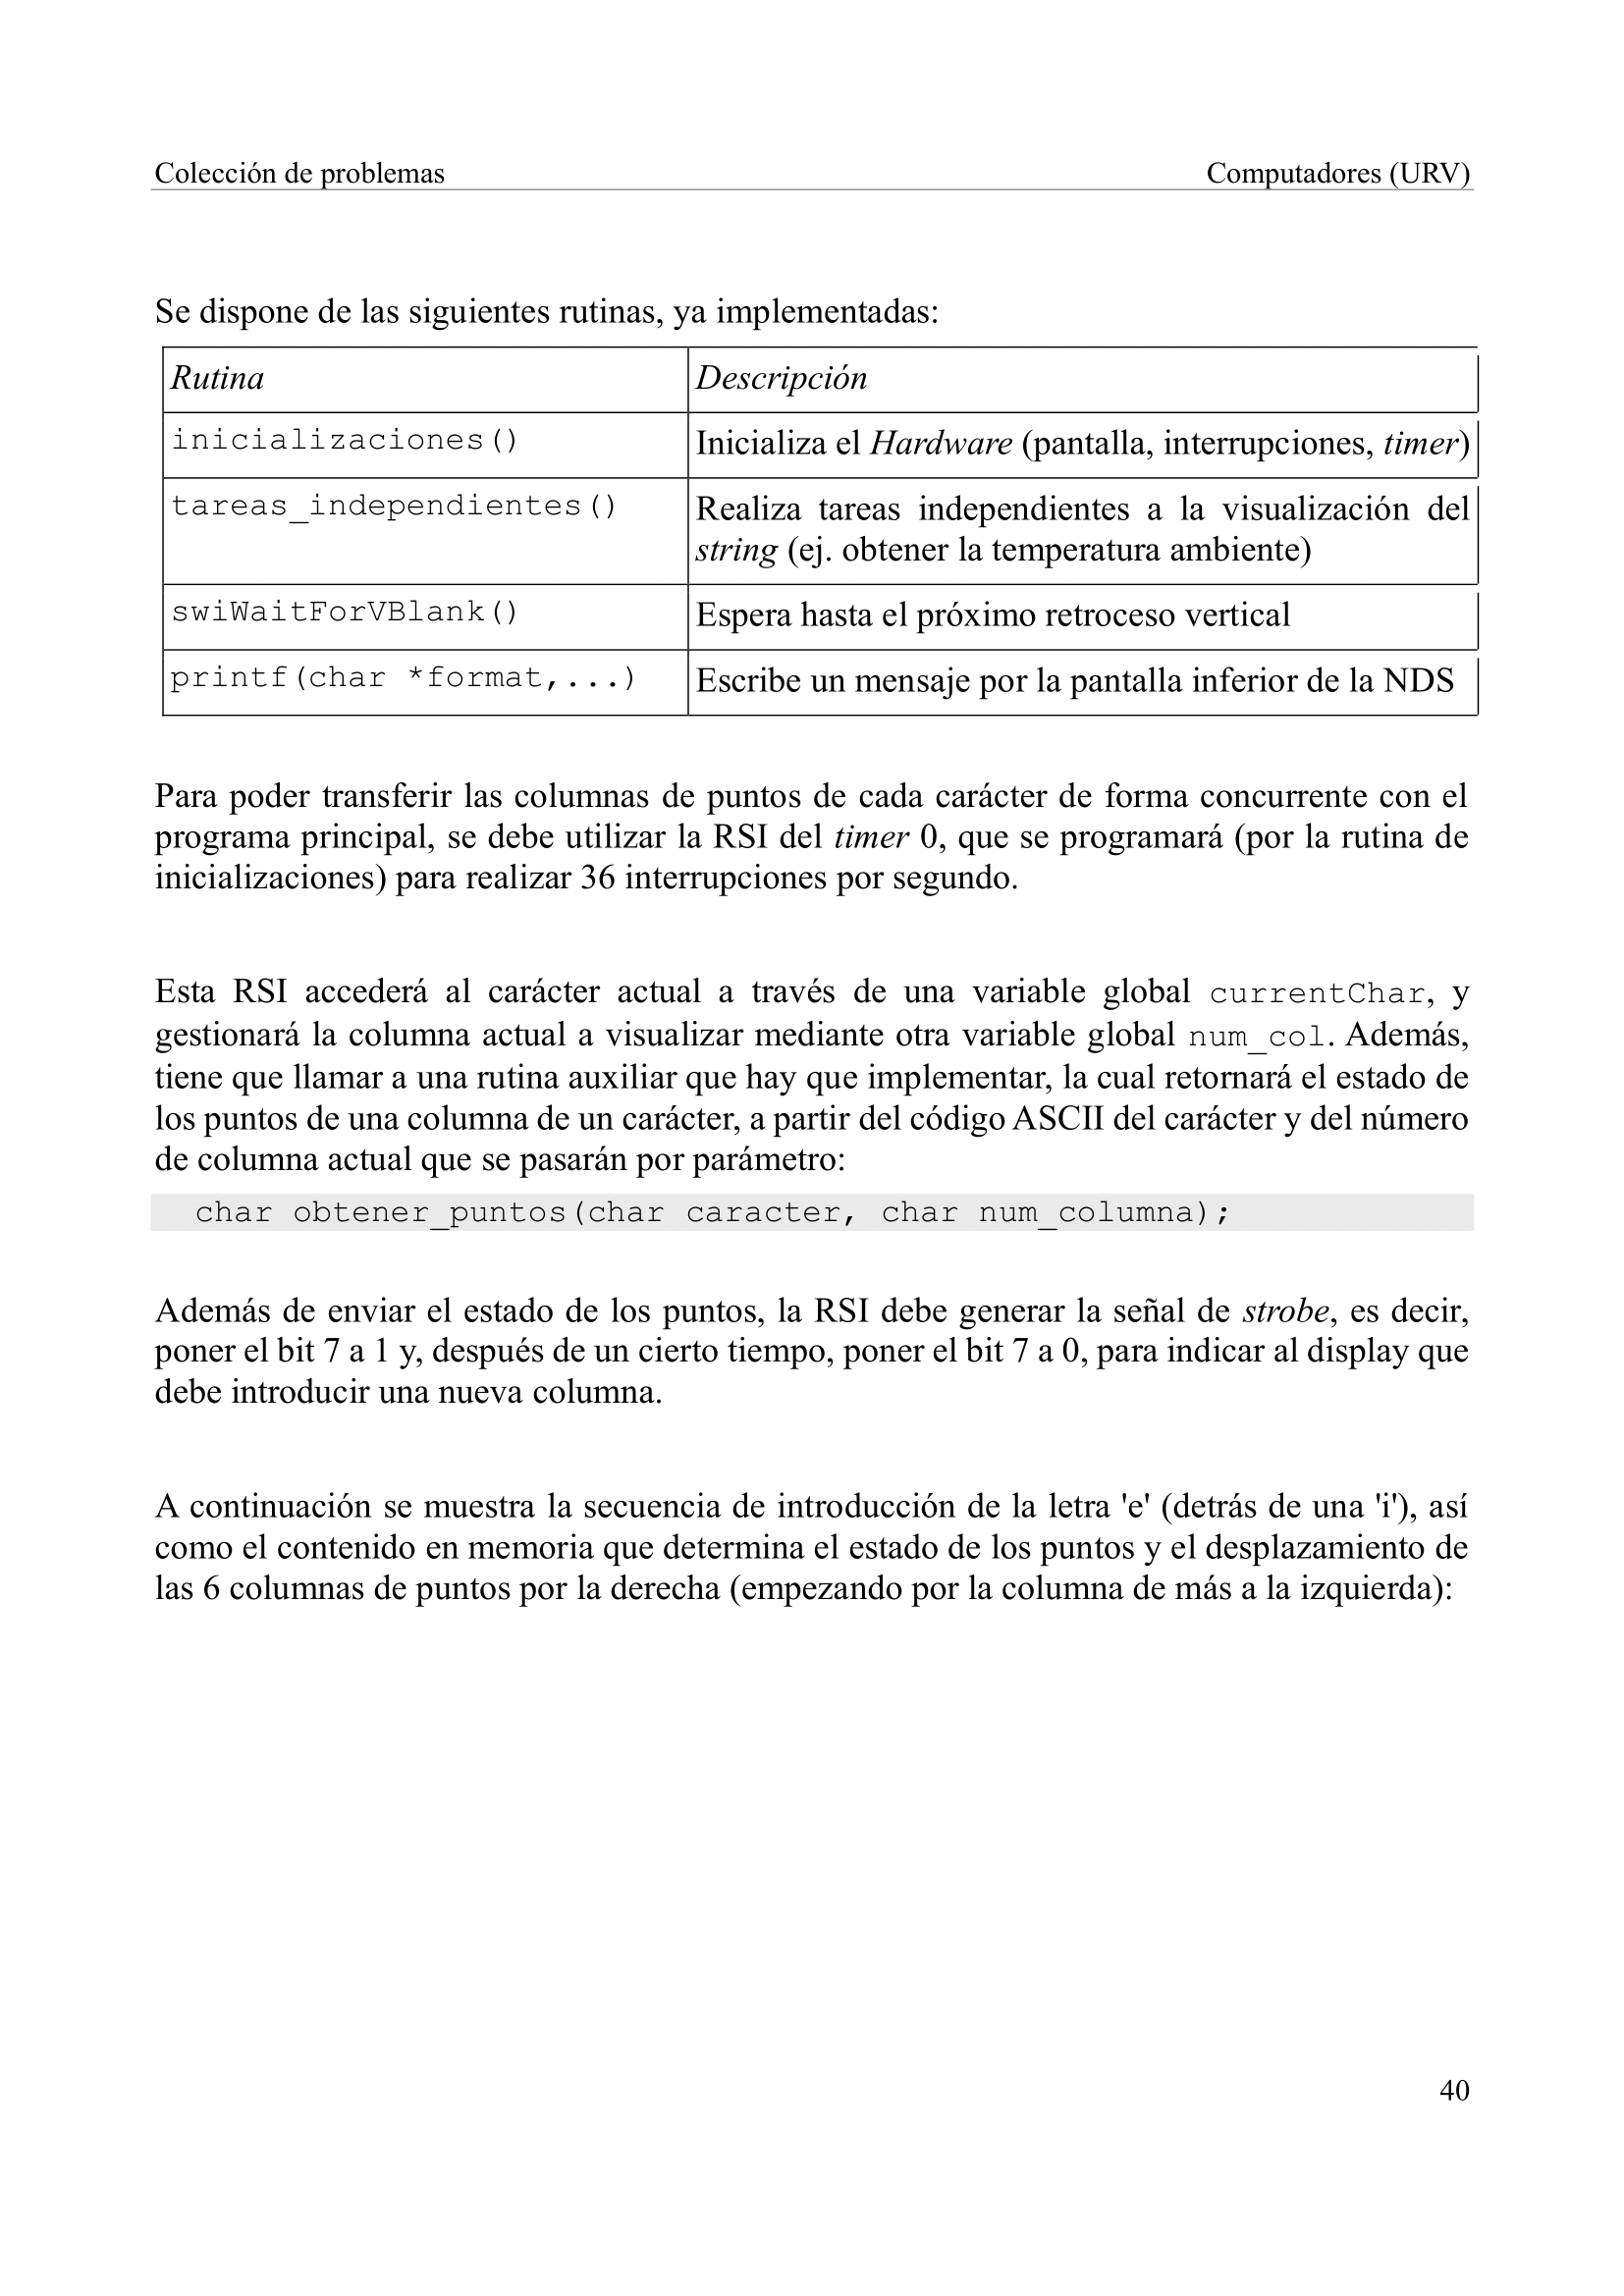 Colección de problemas
Computadores (URV)
Se dispone de las siguientes rutinas, ya implementadas:
Rutina
Descripción
inicializaciones()
Inicializa el Hardware (pantalla, interrupciones, timer)
tareas_independientes()
Realiza tareas independientes a la visualización del
string (ej. obtener la temperatura ambiente)
swiWaitForVBlank()
Espera hasta el próximo retroceso vertical
printf(char *format,...)
Escribe un mensaje por la pantalla inferior de la NDS
Para poder transferir las columnas de puntos de cada carácter de forma concurrente con el
programa principal, se debe utilizar la RSI del timer 0, que se programará (por la rutina de
inicializaciones) para realizar 36 interrupciones por segundo.
Esta RSI accederá al carácter actual a través de una variable global currentChar, y
gestionará la columna actual a visualizar mediante otra variable global num_col. Además,
tiene que llamar a una rutina auxiliar que hay que implementar, la cual retornará el estado de
los puntos de una columna de un carácter, a partir del código ASCII del carácter y del número
de columna actual que se pasarán por parámetro:
char obtener_puntos(char caracter, char num_columna);
Además de enviar el estado de los puntos, la RSI debe generar la señal de strobe, es decir,
poner el bit 7 a 1 y, después de un cierto tiempo, poner el bit 7 a 0, para indicar al display que
debe introducir una nueva columna.
A continuación se muestra la secuencia de introducción de la letra 'e' (detrás de una 'i'), así
como el contenido en memoria que determina el estado de los puntos y el desplazamiento de
las 6 columnas de puntos por la derecha (empezando por la columna de más a la izquierda):
40